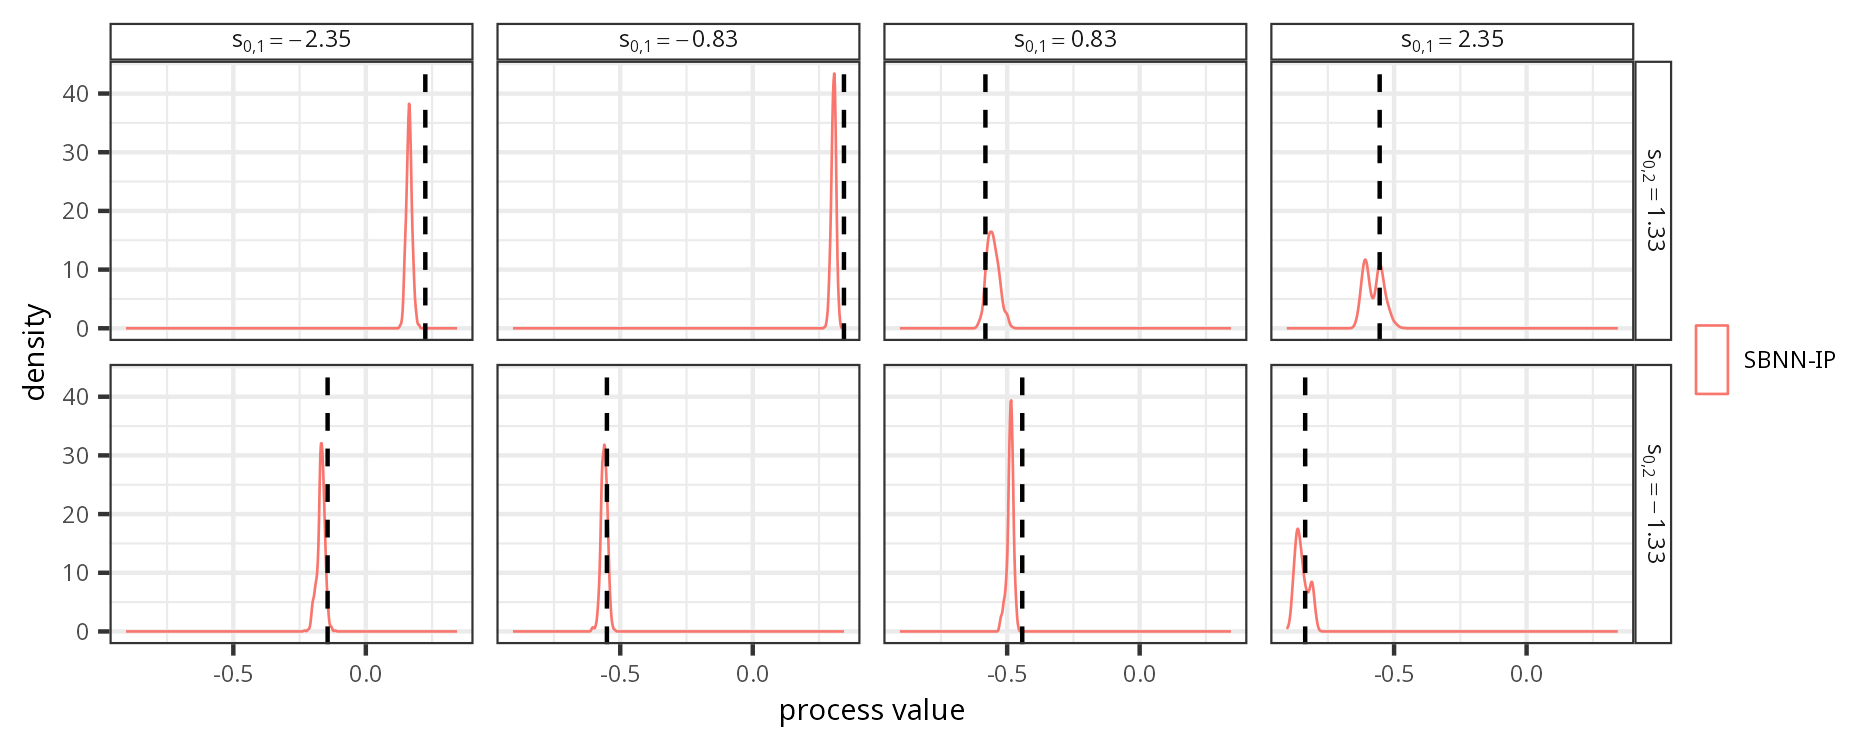 s0,1 = −2.35
s0,1 = −0.83
s0,1 = 0.83
s0,1 = 2.35
density
40
30
20
10
0
s0,2 = 1.33
40
30
20
10
0
s0,2 = −1.33
-0.5 0.0
-0.5 0.0
-0.5 0.0
-0.5 0.0
process value
SBNN-IP